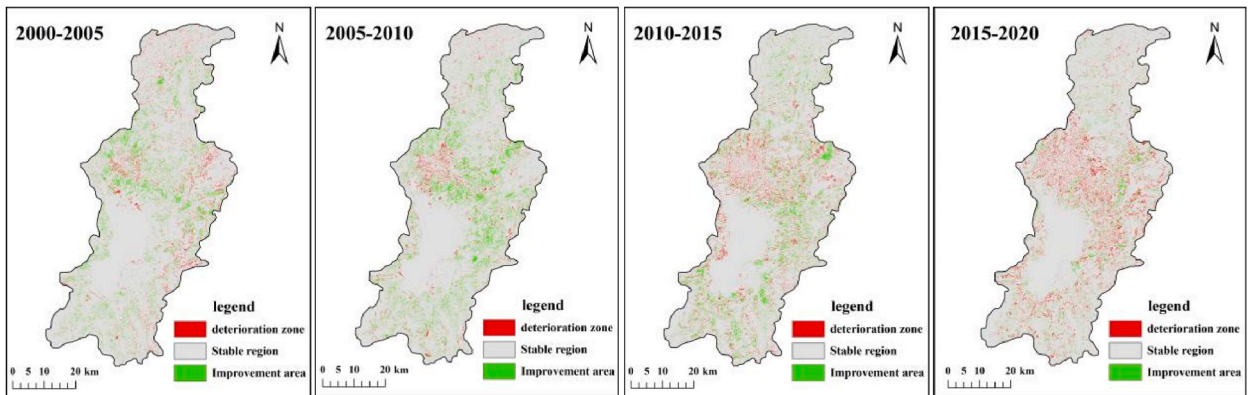 2000-2005
N
legend
deterioration zone
Stable region
Improvement area
0 5 10 20 km
2005-2010
N
legend
deterioration zone
Stable region
Improvement area
0 5 10 20 km
2010-2015
N
legend
deterioration zone
Stable region
Improvement area
0 5 10 20 km
2015-2020
N
legend
deterioration zone
Stable region
Improvement area
0 5 10 20 km